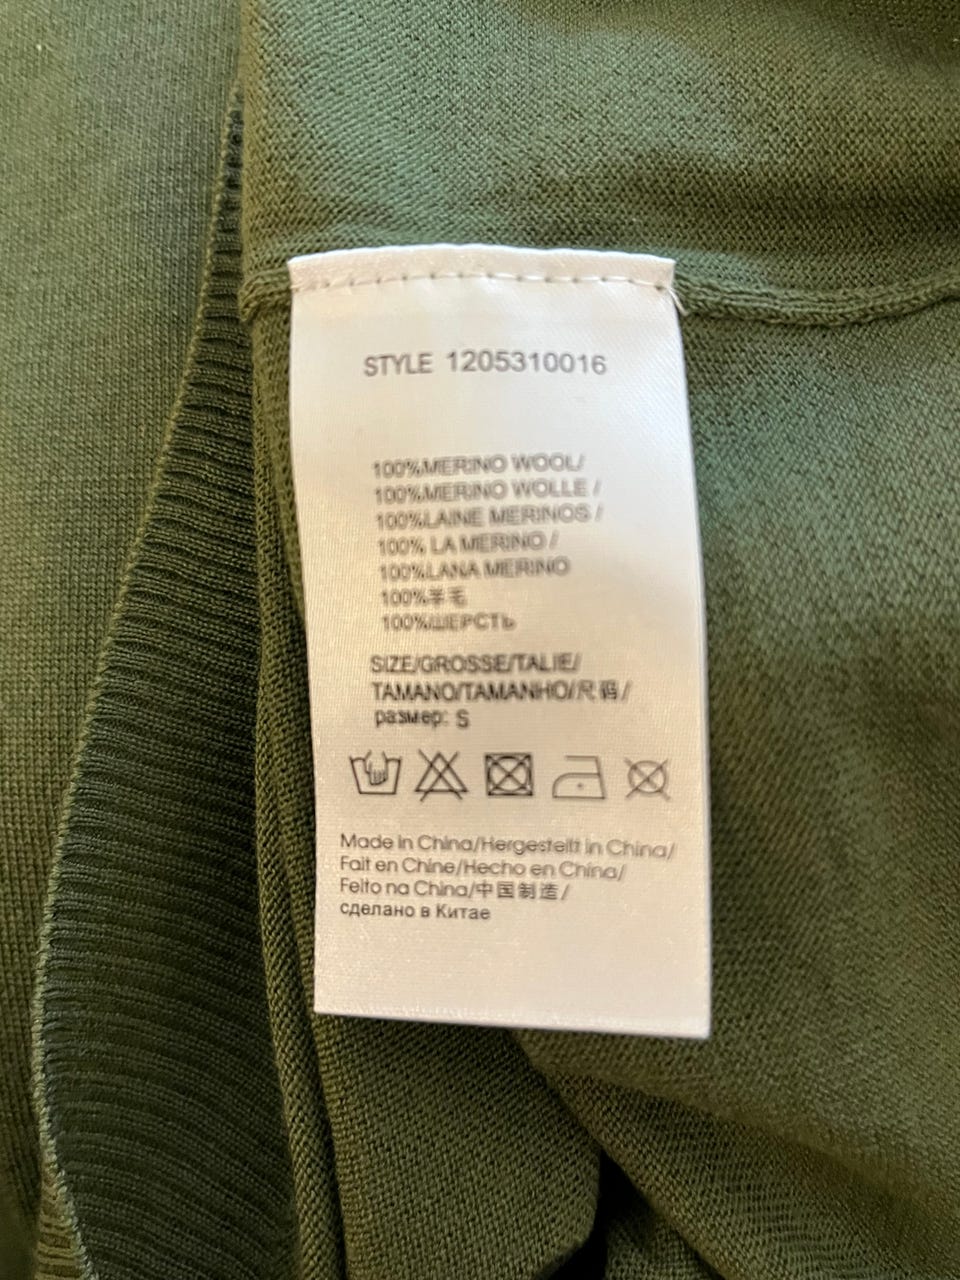 STYLE 1205310016
100%MERINO WOOL/
100%MERINO WOLLE /
100%LAINE MERINOS /
100% LA MERINO /
100%LANA MERINO
100%羊毛
100%ШЕРСТЬ
SIZE/GROSSE/TALIE/
TAMANO/TAMANHO/尺码/
размер: S
Made in China/Hergestellt in China/
Fait en Chine/Hecho en China/
Feito na China/中国制造/
сделано в Китае